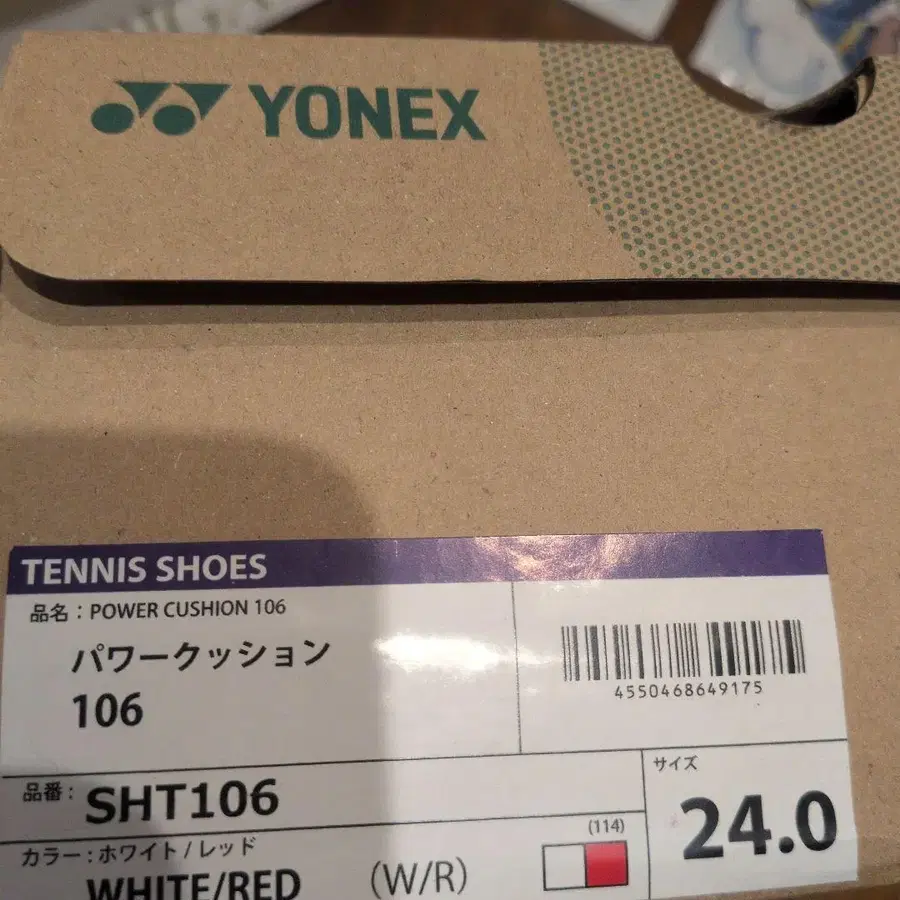 YONEX
TENNIS SHOES
品名：POWER CUSHION 106
パワークッション
106
4550468649175
品番： SHT106
サイズ
24.0
(114)
カラー：ホワイト / レッド
WHITE/RED (W/R)